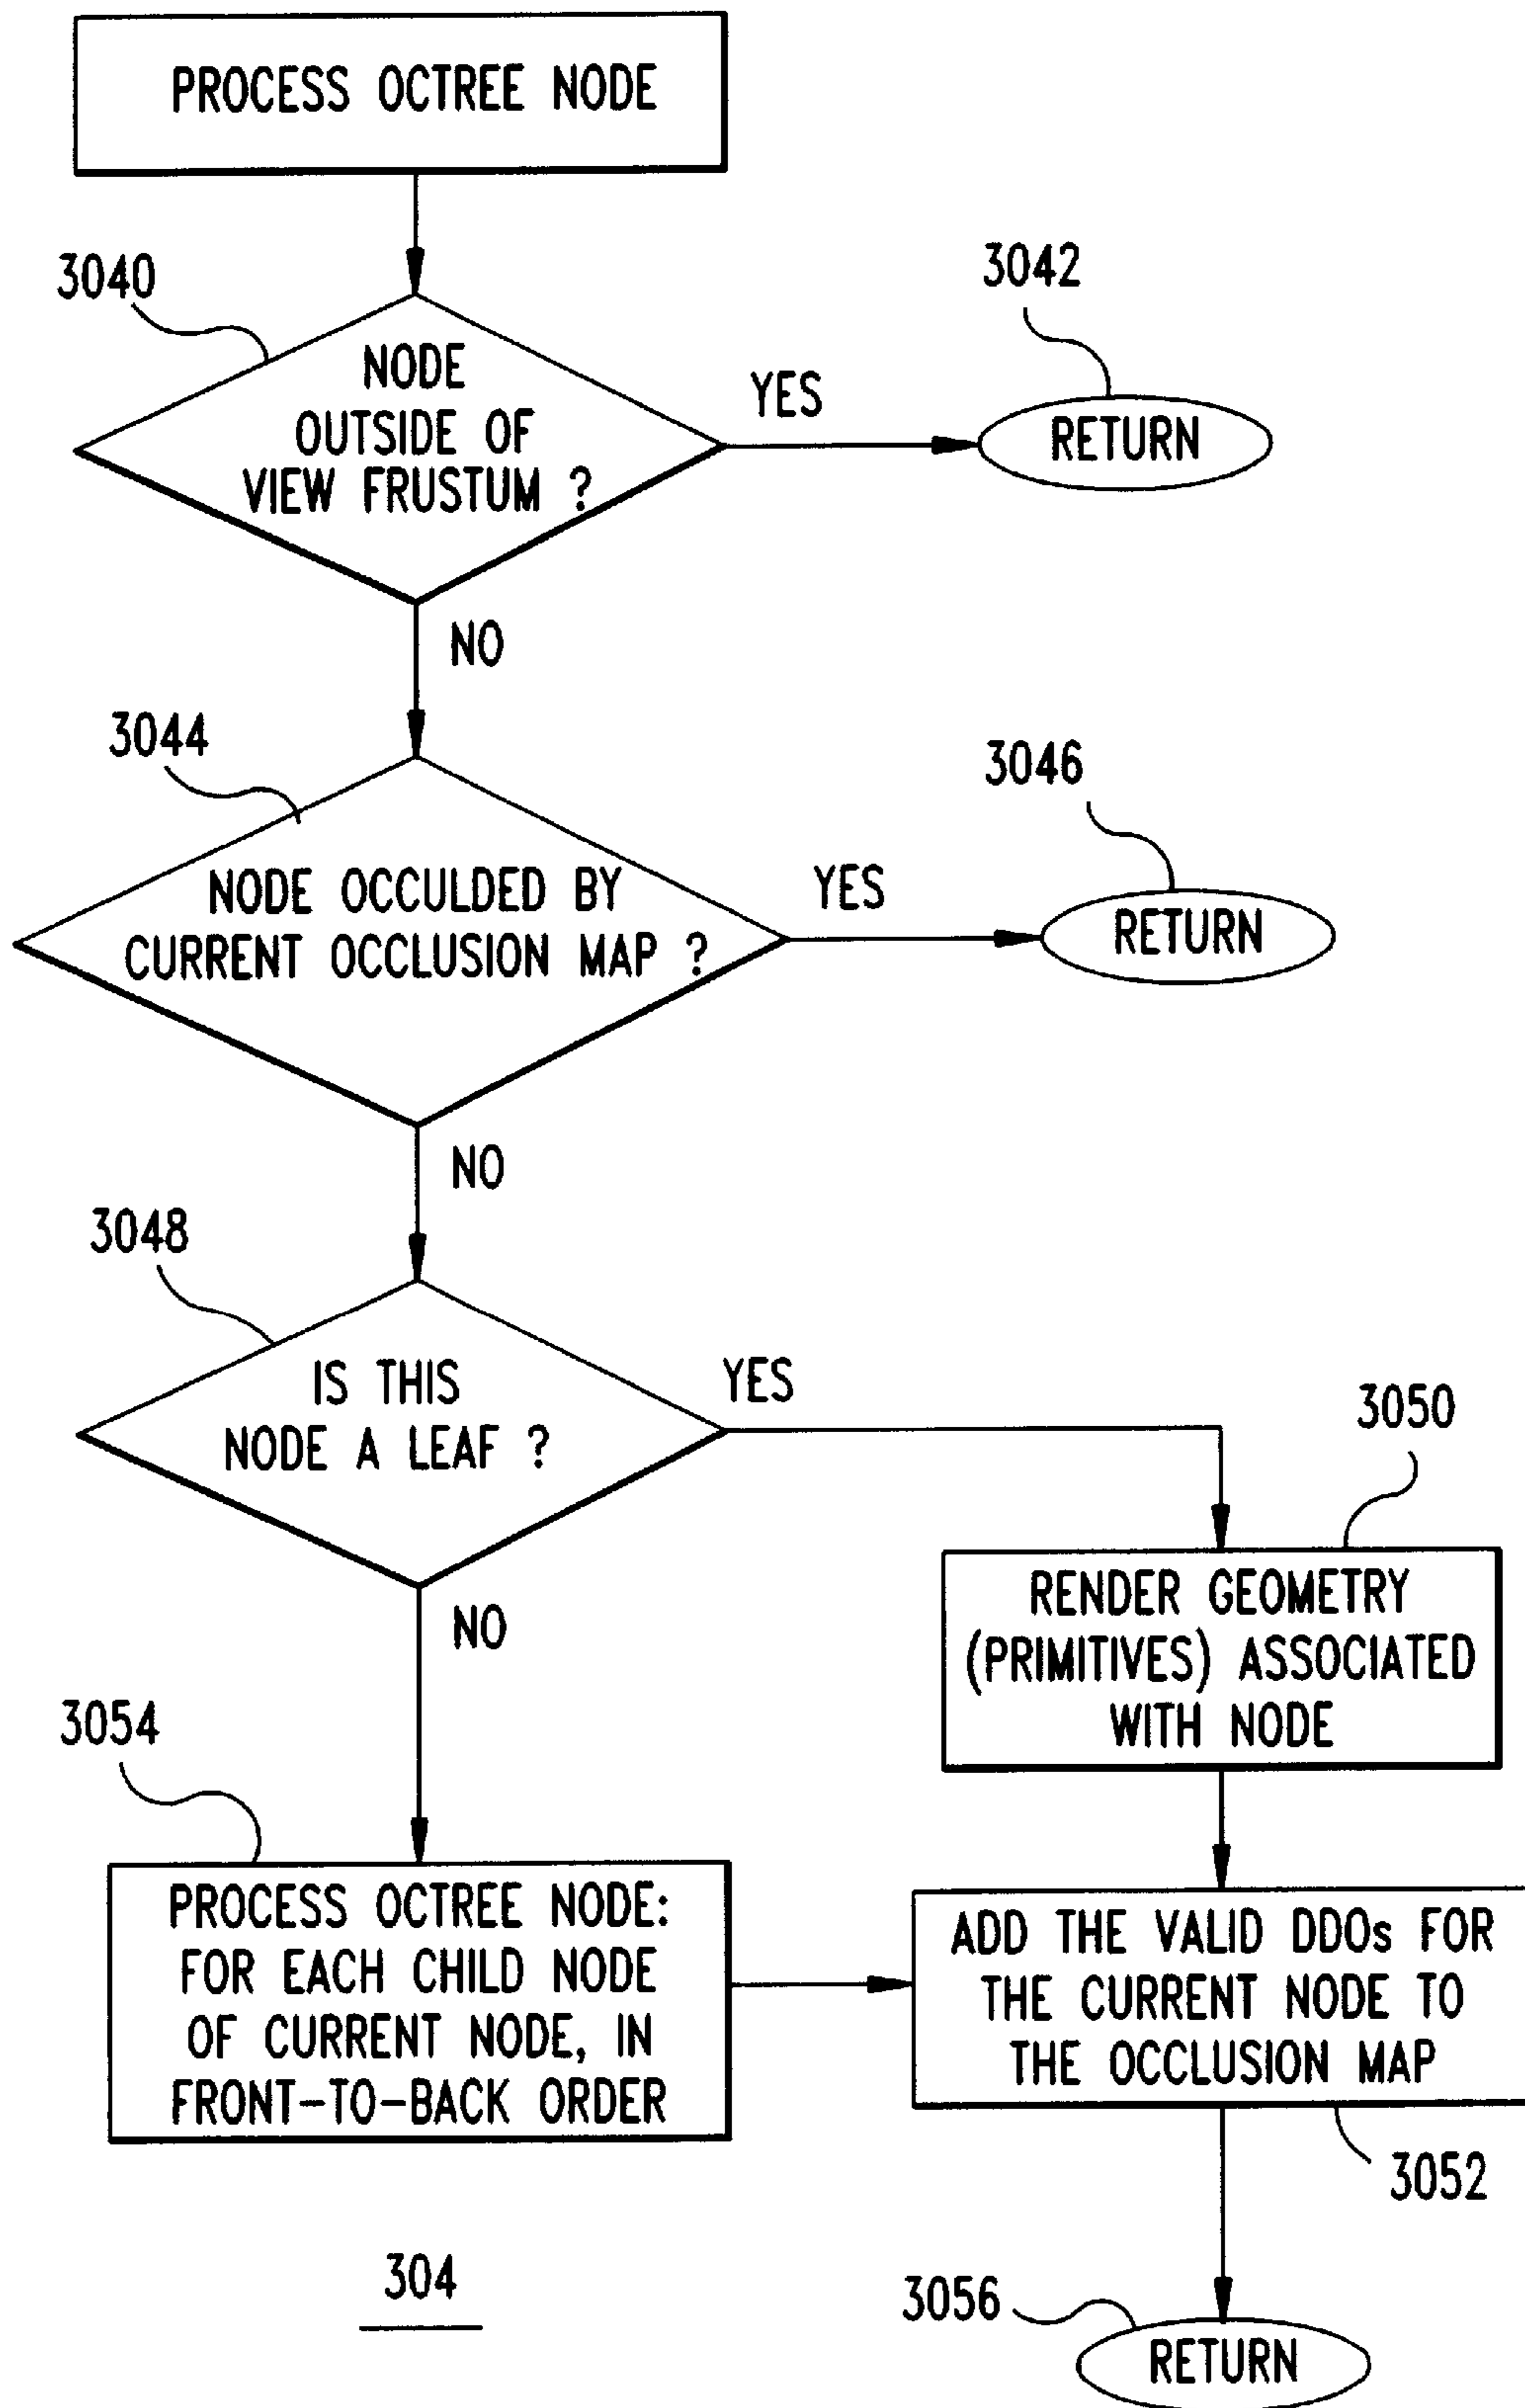 PROCESS OCTREE NODE
3040
NODE
OUTSIDE OF
VIEW FRUSTUM ?
YES
3042
RETURN
NO
3044
NODE OCCULDED BY
CURRENT OCCLUSION MAP ?
YES
3046
RETURN
NO
3048
IS THIS
NODE A LEAF ?
YES
3050
RENDER GEOMETRY
(PRIMITIVES) ASSOCIATED
WITH NODE
NO
3054
PROCESS OCTREE NODE:
FOR EACH CHILD NODE
OF CURRENT NODE, IN
FRONT-TO-BACK ORDER
ADD THE VALID DDOs FOR
THE CURRENT NODE TO
THE OCCLUSION MAP
3052
304
3056
RETURN